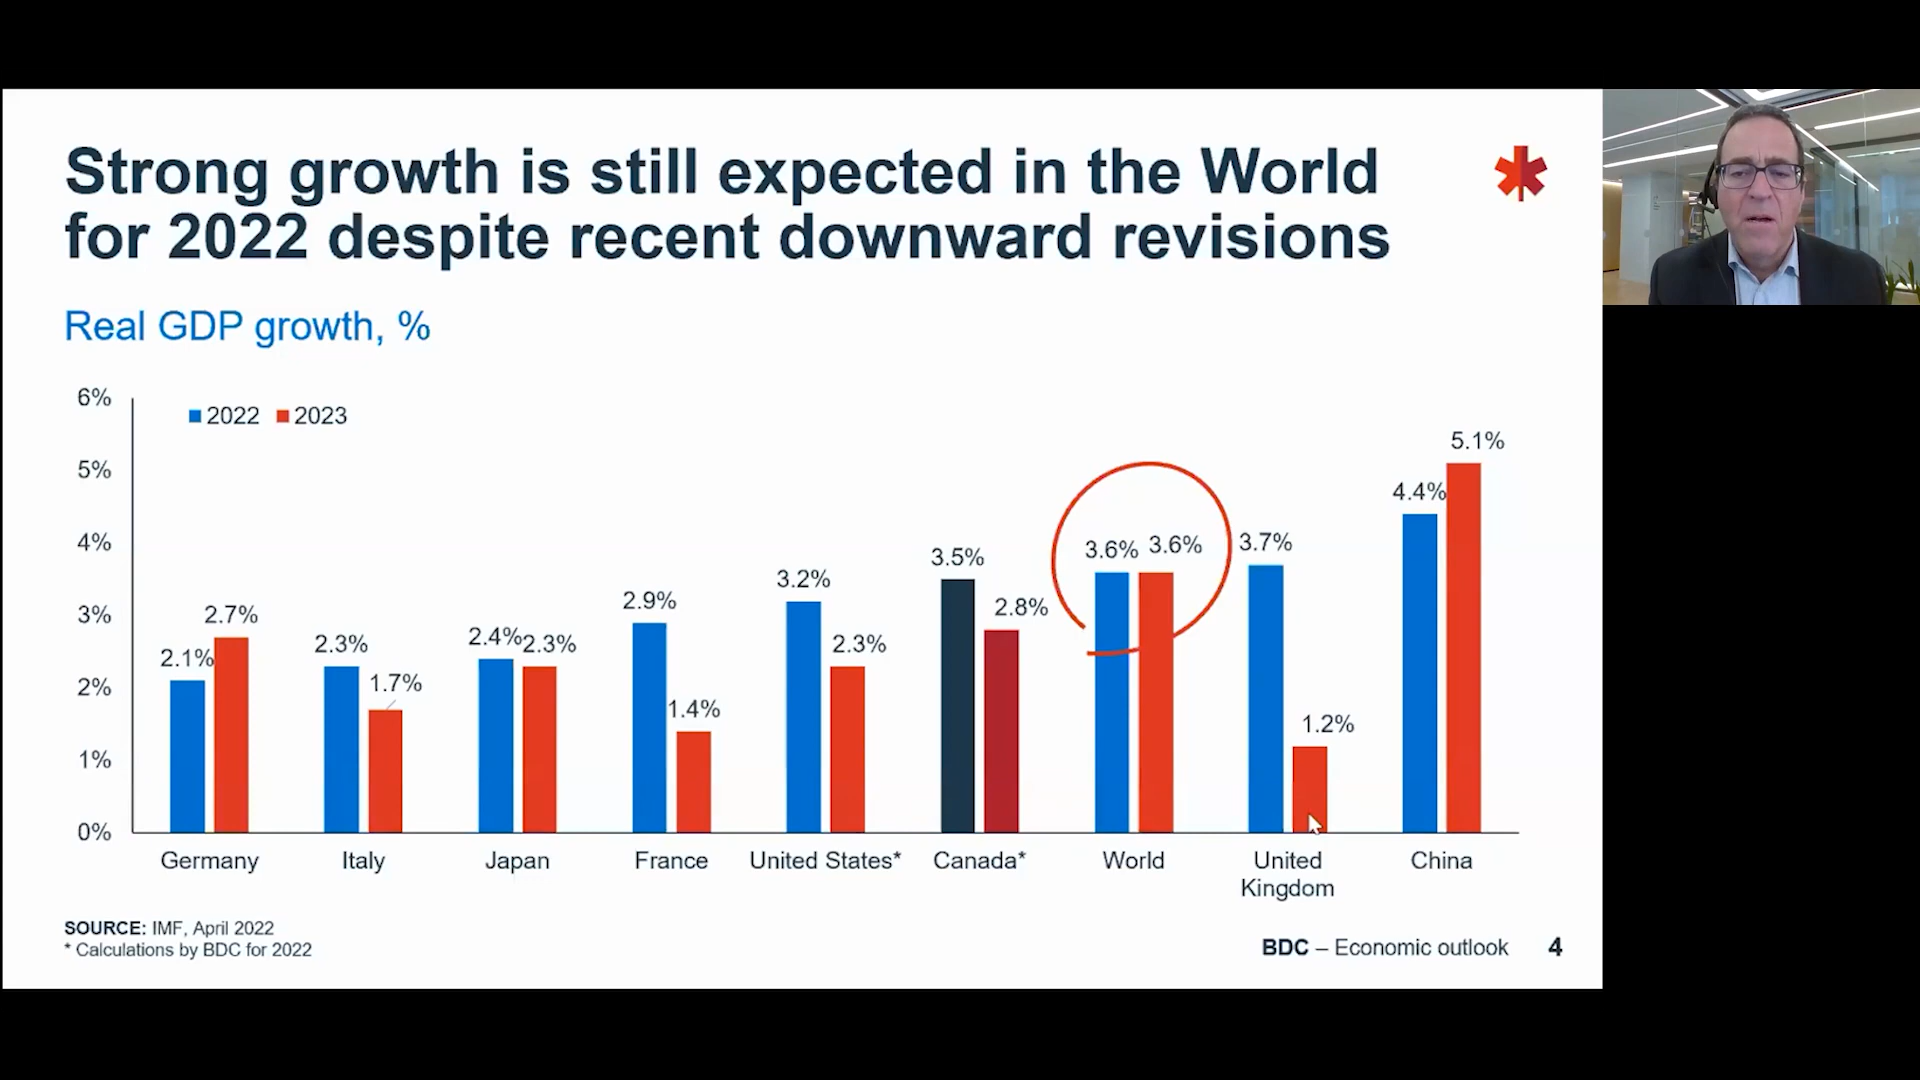 Strong growth is still expected in the World
for 2022 despite recent downward revisions
Real GDP growth, %
6%
5%
4%
3%
2%
1%
0%
2022 2023
2.1% 2.7%
2.3% 1.7%
2.4% 2.3%
2.9% 1.4%
3.2% 2.3%
3.5% 2.8%
3.6% 3.6%
3.7% 1.2%
4.4% 5.1%
Germany
Italy
Japan
France
United States*
Canada*
World
United
Kingdom
China
SOURCE: IMF, April 2022
* Calculations by BDC for 2022
BDC – Economic outlook 4